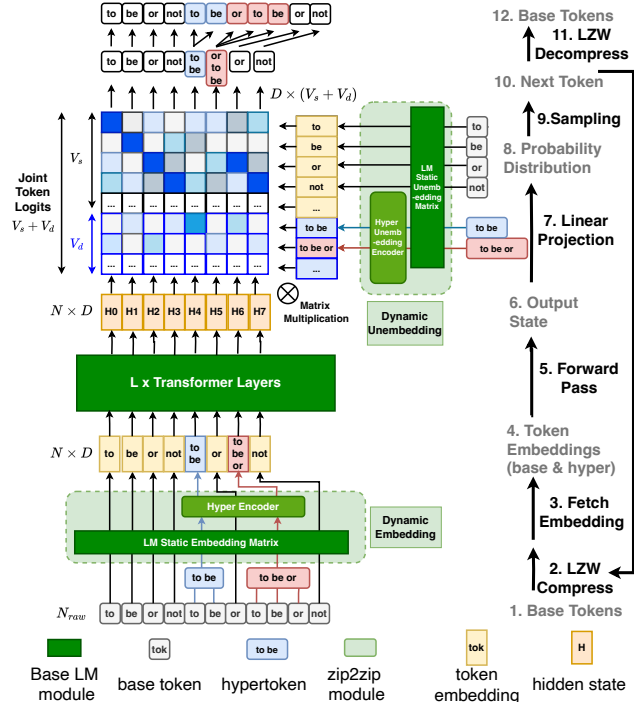 to be or not to be or to be or not
to be or not to be or to be or not
D × (V_s + V_d)
Joint Token Logits
V_s + V_d
V_s
V_d
... ... ... ... ... ... ... ...
... ... ... ... ... ... ... ...
to
be
or
not
...
to be
to be or
...
LM Static Unemb -edding Matrix
Hyper Unemb -edding Encoder
to
be
or
not
to be
to be or
Matrix Multiplication
Dynamic Unembedding
N × D
H0 H1 H2 H3 H4 H5 H6 H7
L x Transformer Layers
N × D
to be or not to be or to be or not
Hyper Encoder
LM Static Embedding Matrix
Dynamic Embedding
to be
to be or
N_raw
to be or not to be or to be or not
12. Base Tokens
11. LZW
Decompress
10. Next Token
9.Sampling
8. Probability
Distribution
7. Linear
Projection
6. Output
State
5. Forward
Pass
4. Token
Embeddings
(base & hyper)
3. Fetch
Embedding
2. LZW
Compress
1. Base Tokens
tok
to be
tok
H
Base LM module
base token
hypertoken
zip2zip module
token embedding
hidden state